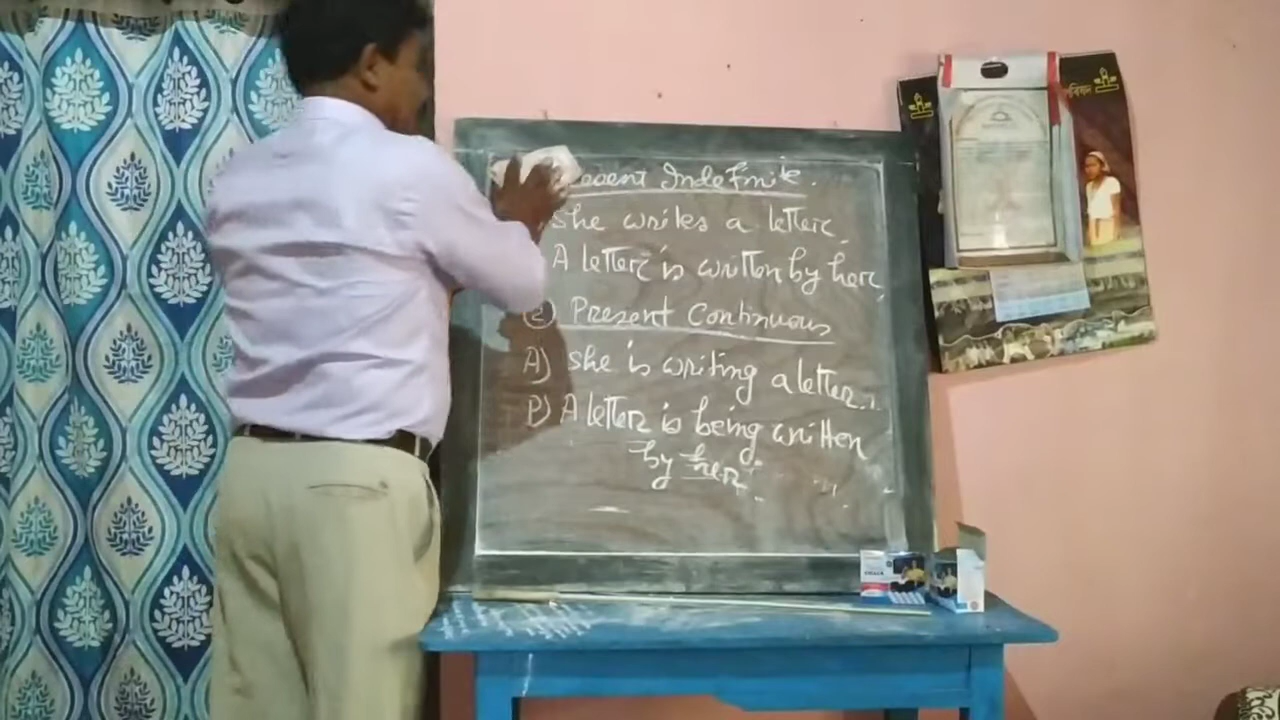 esent Indefinite.
She writes a letter.
A letter is written by her.
② Present Continuous
A) She is writing a letter.
P) A letter is being written
by her